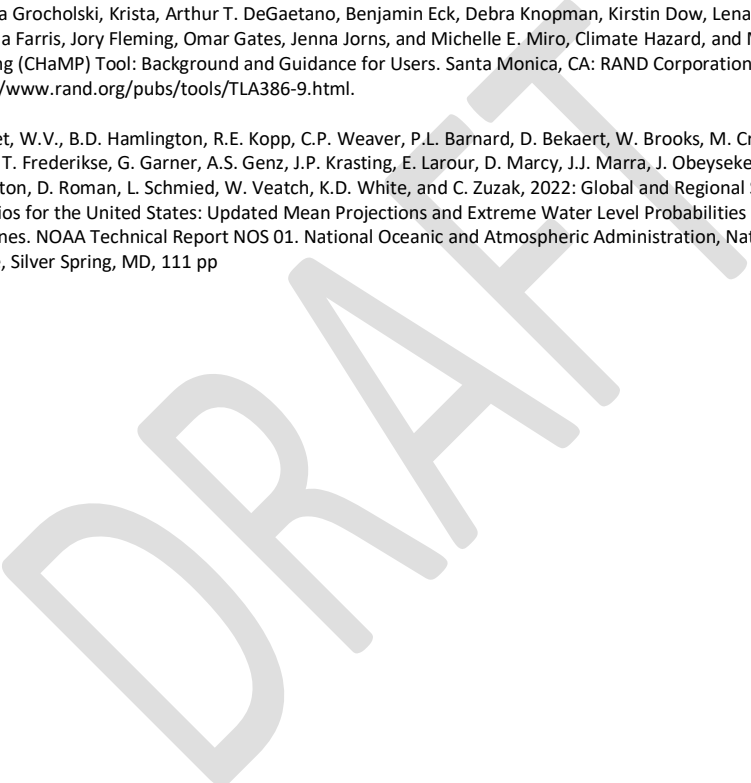 a Grocholski, Krista, Arthur T. DeGaetano, Benjamin Eck, Debra Knopman, Kirstin Dow, Lena
a Farris, Jory Fleming, Omar Gates, Jenna Jorns, and Michelle E. Miro, Climate Hazard, and
ng (CHaMP) Tool: Background and Guidance for Users. Santa Monica, CA: RAND Corporation
/www.rand.org/pubs/tools/TLA386-9.html.
et, W.V., B.D. Hamlington, R.E. Kopp, C.P. Weaver, P.L. Barnard, D. Bekaert, W. Brooks, M.
T. Frederikse, G. Garner, A.S. Genz, J.P. Krasting, E. Larour, D. Marcy, J.J. Marra, J. Obeyseke
ton, D. Roman, L. Schmied, W. Veatch, K.D. White, and C. Zuzak, 2022: Global and Regional
ios for the United States: Updated Mean Projections and Extreme Water Level Probabilities
nes. NOAA Technical Report NOS 01. National Oceanic and Atmospheric Administration, Nat
, Silver Spring, MD, 111 pp
DRAFT